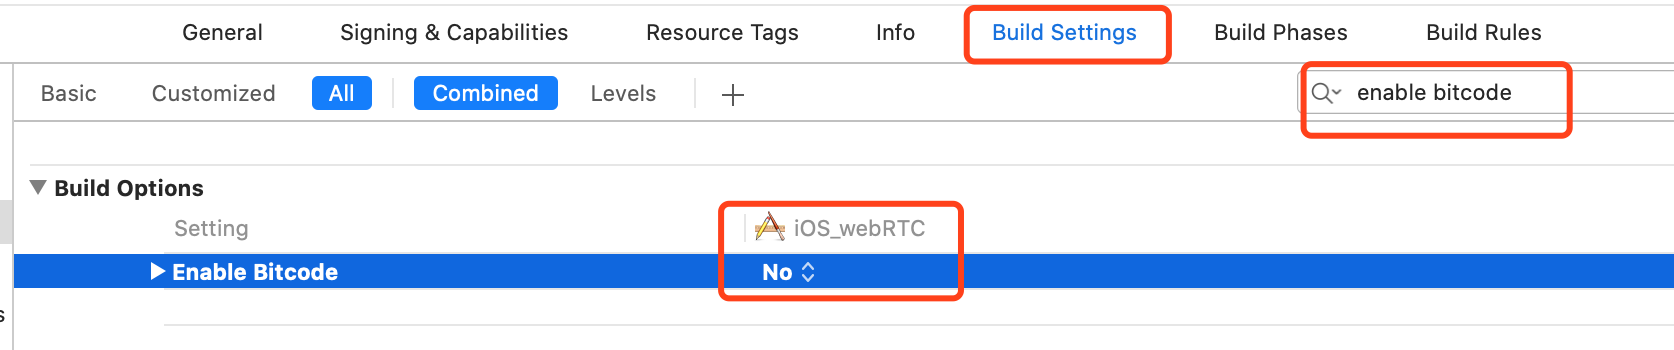 General Signing & Capabilities Resource Tags Info Build Settings Build Phases Build Rules
Basic Customized All Combined Levels + enable bitcode
Build Options
Setting iOS_webRTC
Enable Bitcode No
s